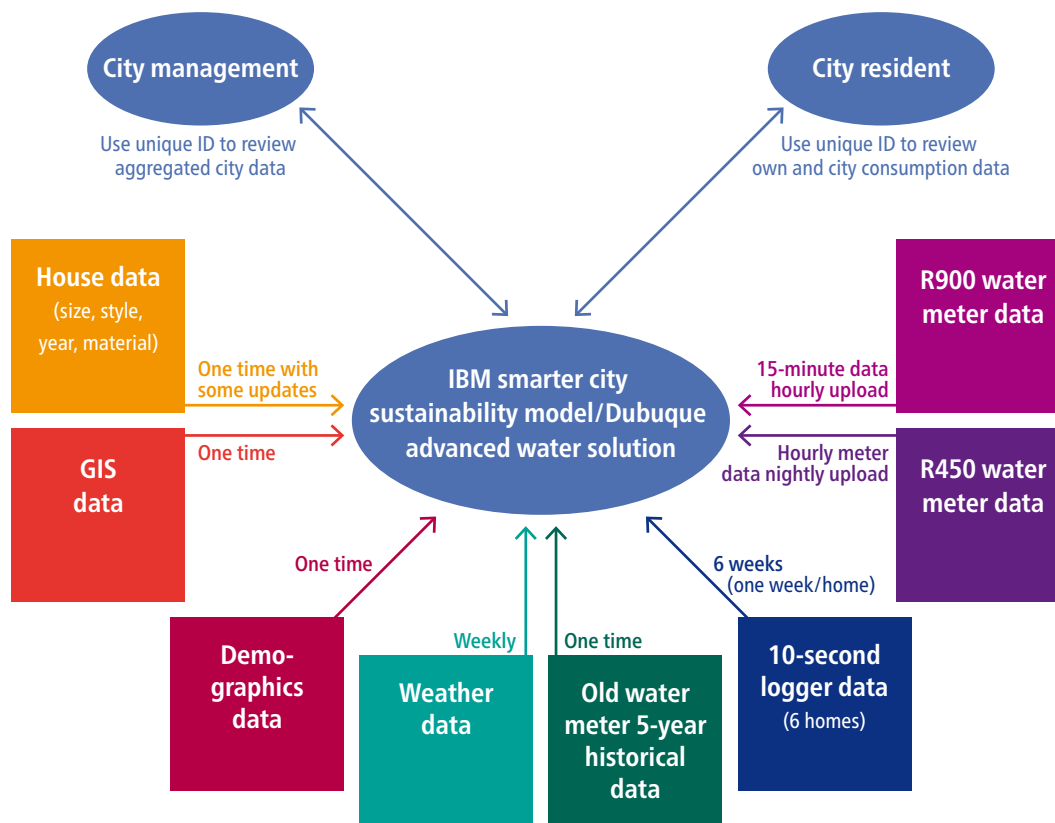 City management
City resident
Use unique ID to review
aggregated city data
Use unique ID to review
own and city consumption data
House data
(size, style,
year, material)
One time with
some updates
GIS
data
One time
IBM smarter city
sustainability model/Dubuque
advanced water solution
15-minute data
hourly upload
R900 water
meter data
Hourly meter
data nightly upload
R450 water
meter data
One time
Demo-
graphics
data
Weekly
Weather
data
One time
Old water
meter 5-year
historical
data
6 weeks
(one week/home)
10-second
logger data
(6 homes)